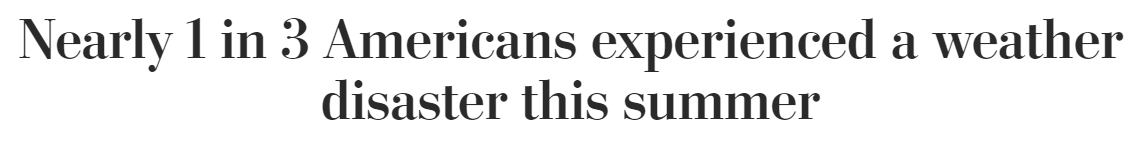 Nearly 1 in 3 Americans experienced a weather
disaster this summer